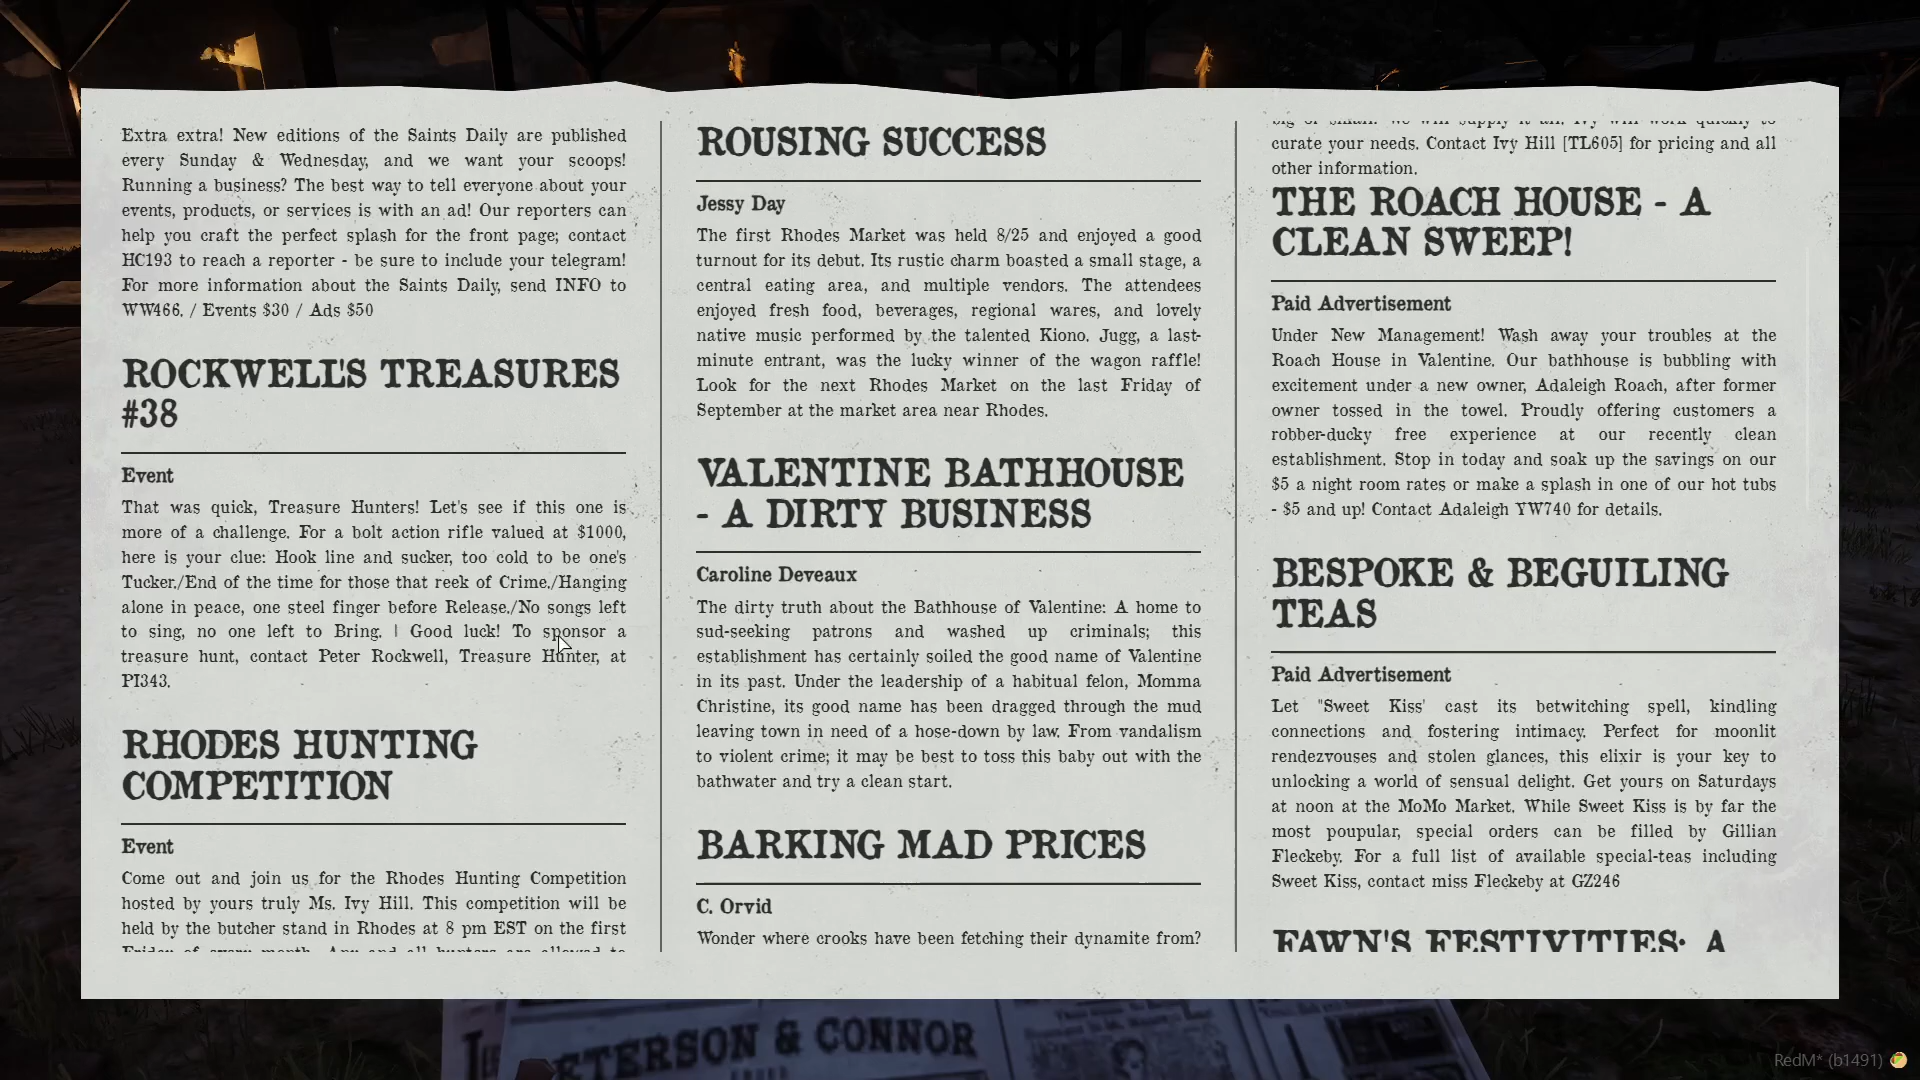 Extra extra! New editions of the Saints Daily are published
every Sunday & Wednesday, and we want your scoops!
Running a business? The best way to tell everyone about your
events, products, or services is with an ad! Our reporters can
help you craft the perfect splash for the front page; contact
HC193 to reach a reporter - be sure to include your telegram!
For more information about the Saints Daily, send INFO to
WW466. / Events $30 / Ads $50
ROCKWELL'S TREASURES
#38
Event
That was quick, Treasure Hunters! Let's see if this one is
more of a challenge. For a bolt action rifle valued at $1000,
here is your clue: Hook line and sucker, too cold to be one's
Tucker./End of the time for those that reek of Crime./Hanging
alone in peace, one steel finger before Release./No songs left
to sing, no one left to Bring. | Good luck! To sponsor a
treasure hunt, contact Peter Rockwell, Treasure Hunter, at
PI343.
RHODES HUNTING
COMPETITION
Event
Come out and join us for the Rhodes Hunting Competition
hosted by yours truly Ms. Ivy Hill. This competition will be
held by the butcher stand in Rhodes at 8 pm EST on the first
Friday of every month. Any and all hunters are allowed to
ROUSING SUCCESS
Jessy Day
The first Rhodes Market was held 8/25 and enjoyed a good
turnout for its debut. Its rustic charm boasted a small stage, a
central eating area, and multiple vendors. The attendees
enjoyed fresh food, beverages, regional wares, and lovely
native music performed by the talented Kiono. Jugg, a last-
minute entrant, was the lucky winner of the wagon raffle!
Look for the next Rhodes Market on the last Friday of
September at the market area near Rhodes.
VALENTINE BATHHOUSE
- A DIRTY BUSINESS
Caroline Deveaux
The dirty truth about the Bathhouse of Valentine: A home to
sud-seeking patrons and washed up criminals; this
establishment has certainly soiled the good name of Valentine
in its past. Under the leadership of a habitual felon, Momma
Christine, its good name has been dragged through the mud
leaving town in need of a hose-down by law. From vandalism
to violent crime; it may be best to toss this baby out with the
bathwater and try a clean start.
BARKING MAD PRICES
C. Orvid
Wonder where crooks have been fetching their dynamite from?
big or small. We will supply it all. Ivy will work quickly to
curate your needs. Contact Ivy Hill [TL605] for pricing and all
other information.
THE ROACH HOUSE - A
CLEAN SWEEP!
Paid Advertisement
Under New Management! Wash away your troubles at the
Roach House in Valentine. Our bathhouse is bubbling with
excitement under a new owner, Adaleigh Roach, after former
owner tossed in the towel. Proudly offering customers a
robber-ducky free experience at our recently clean
establishment. Stop in today and soak up the savings on our
$5 a night room rates or make a splash in one of our hot tubs
- $5 and up! Contact Adaleigh YW740 for details.
BESPOKE & BEGUILING
TEAS
Paid Advertisement
Let "Sweet Kiss' cast its betwitching spell, kindling
connections and fostering intimacy. Perfect for moonlit
rendezvouses and stolen glances, this elixir is your key to
unlocking a world of sensual delight. Get yours on Saturdays
at noon at the MoMo Market. While Sweet Kiss is by far the
most poupular, special orders can be filled by Gillian
Fleckeby. For a full list of available special-teas including
Sweet Kiss, contact miss Fleckeby at GZ246
FAWN'S FESTIVITIES: A
& CONNOR
RedM* (b1491)